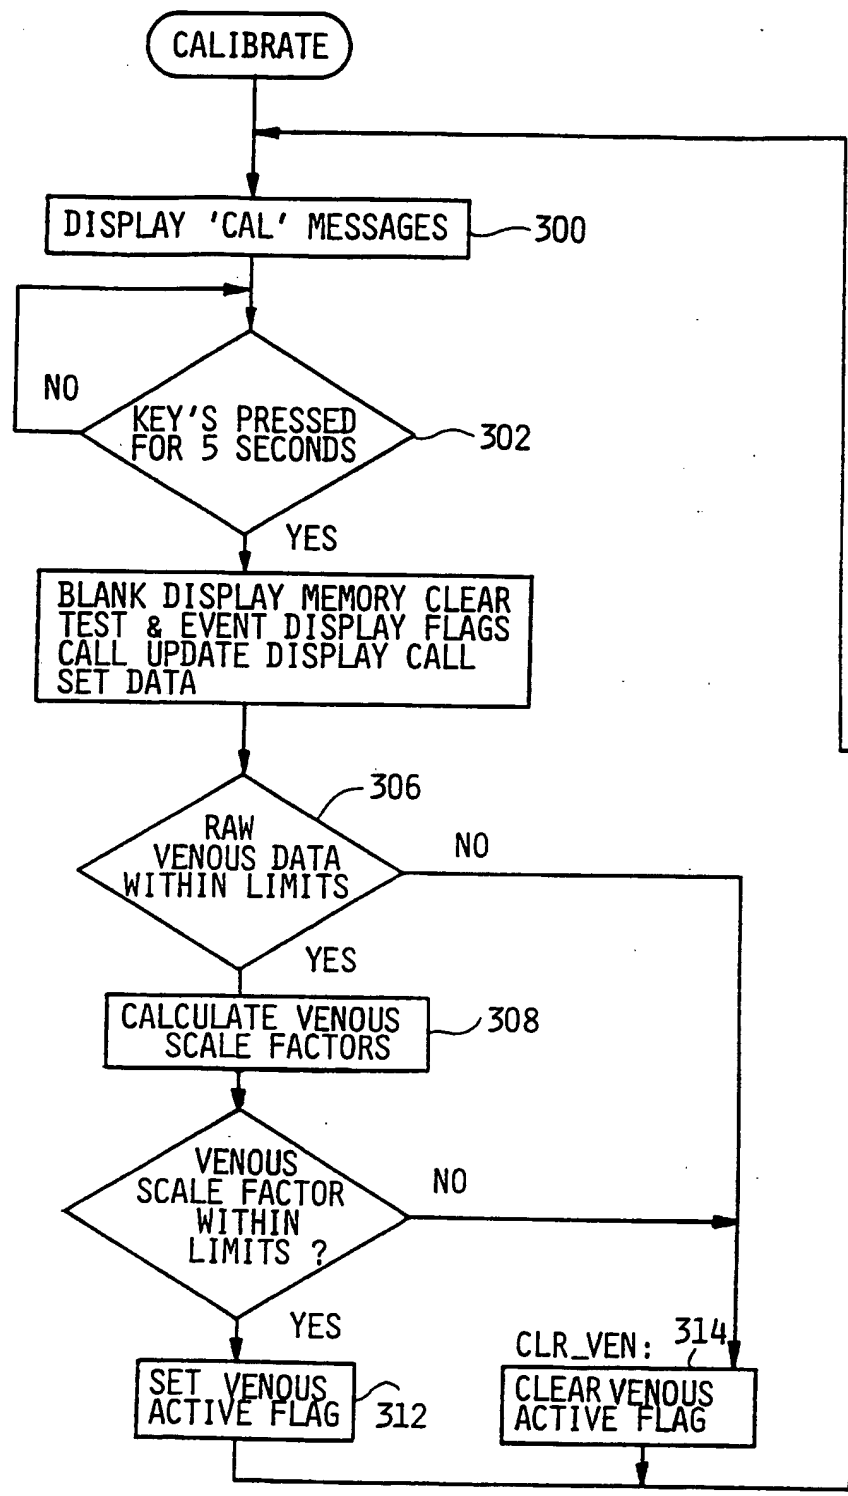 CALIBRATE
DISPLAY 'CAL' MESSAGES
300
NO
KEY'S PRESSED
FOR 5 SECONDS
302
YES
BLANK DISPLAY MEMORY CLEAR
TEST & EVENT DISPLAY FLAGS
CALL UPDATE DISPLAY CALL
SET DATA
306
RAW
VENOUS DATA
WITHIN LIMITS
NO
YES
CALCULATE VENOUS
SCALE FACTORS
308
VENOUS
SCALE FACTOR
WITHIN
LIMITS ?
NO
YES
SET VENOUS
ACTIVE FLAG
312
CLR_VEN:
314
CLEAR VENOUS
ACTIVE FLAG